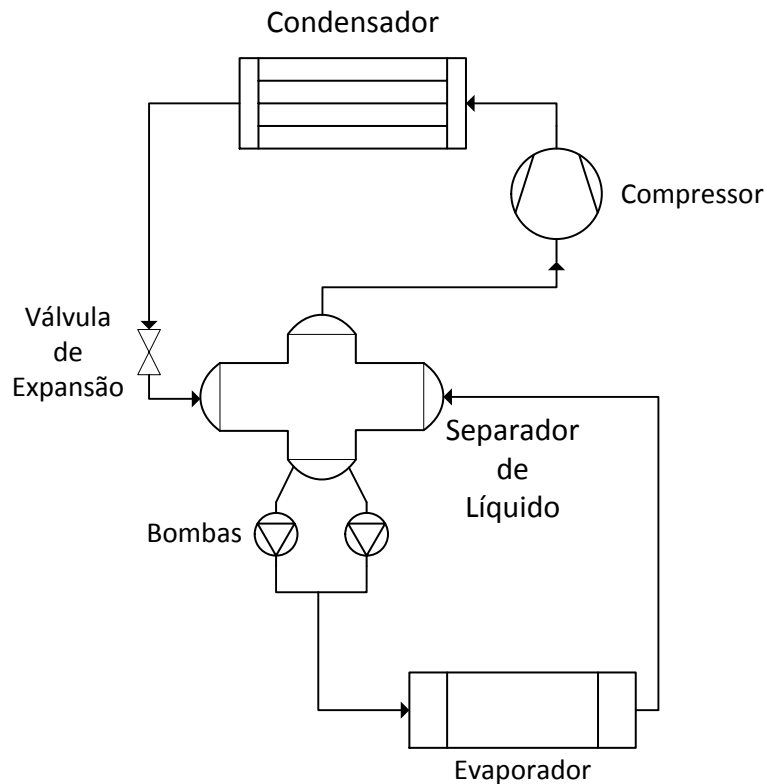 Condensador
Compressor
Válvula
de
Expansão
Separador
de
Líquido
Bombas
Evaporador